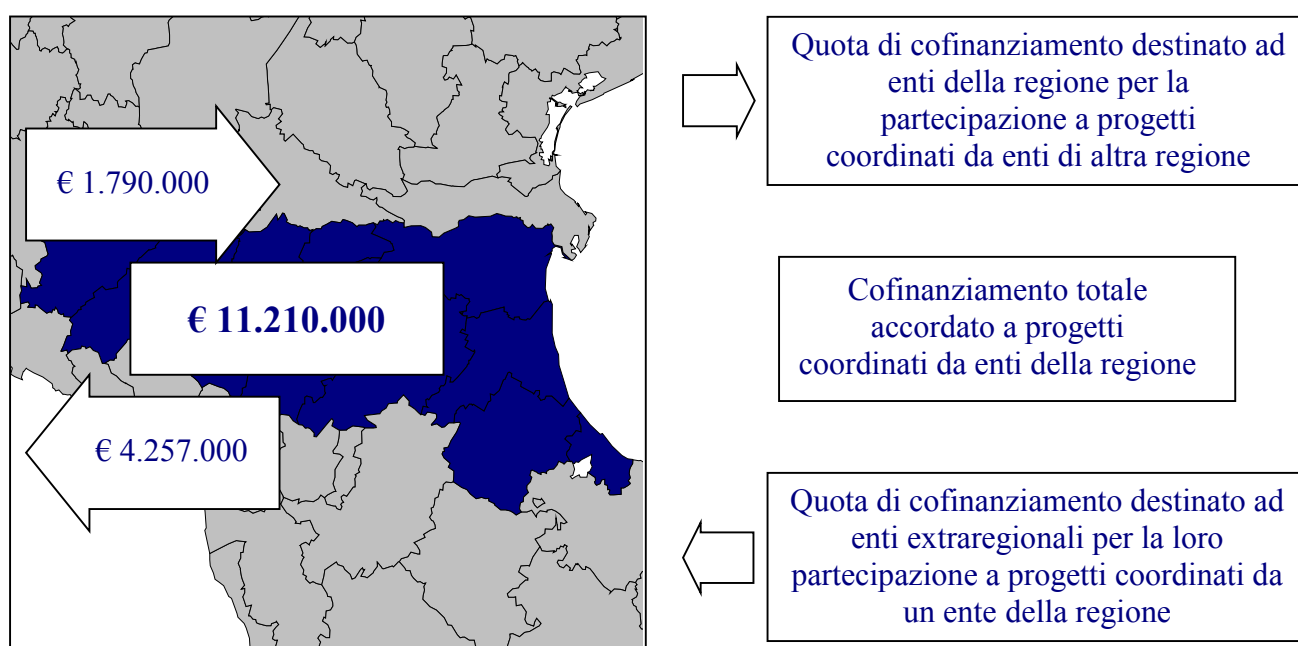 € 1.790.000
€ 11.210.000
€ 4.257.000
Quota di cofinanziamento destinato ad
enti della regione per la
partecipazione a progetti
coordinati da enti di altra regione
Cofinanziamento totale
accordato a progetti
coordinati da enti della regione
Quota di cofinanziamento destinato ad
enti extraregionali per la loro
partecipazione a progetti coordinati da
un ente della regione